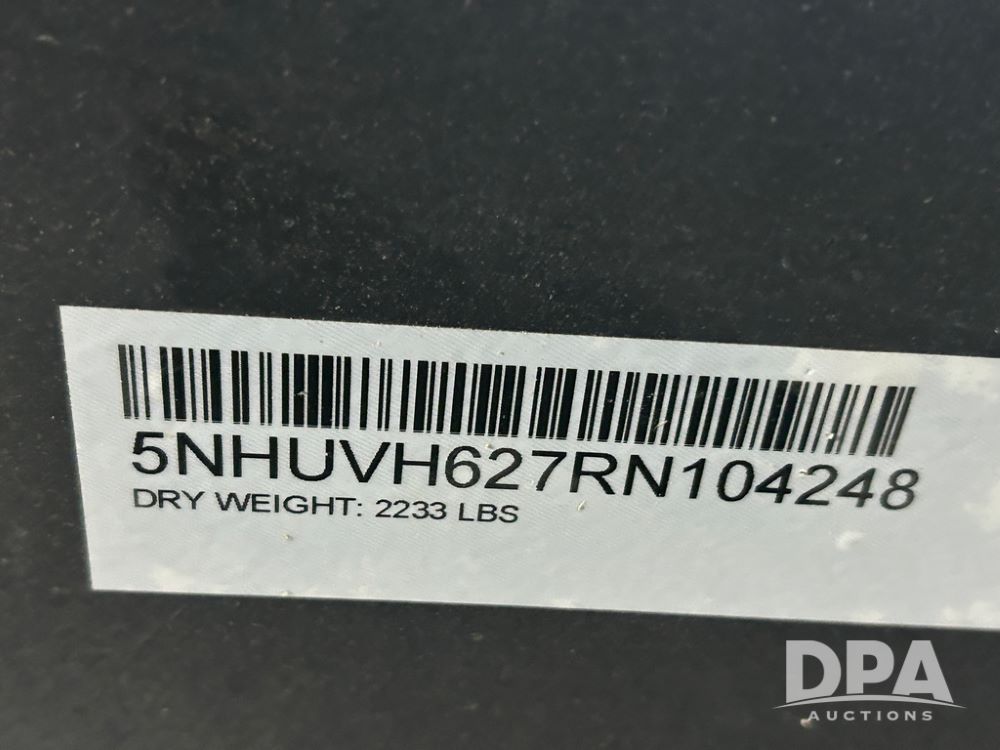 5NHUVH627RN104248
DRY WEIGHT: 2233 LBS
DPA
AUCTIONS